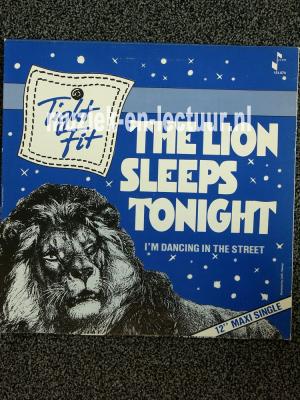 Tight
Fit
muziek-en-lectuur.nl
THE LION
SLEEPS
TONIGHT
I'M DANCING IN THE STREET
12" MAXI SINGLE